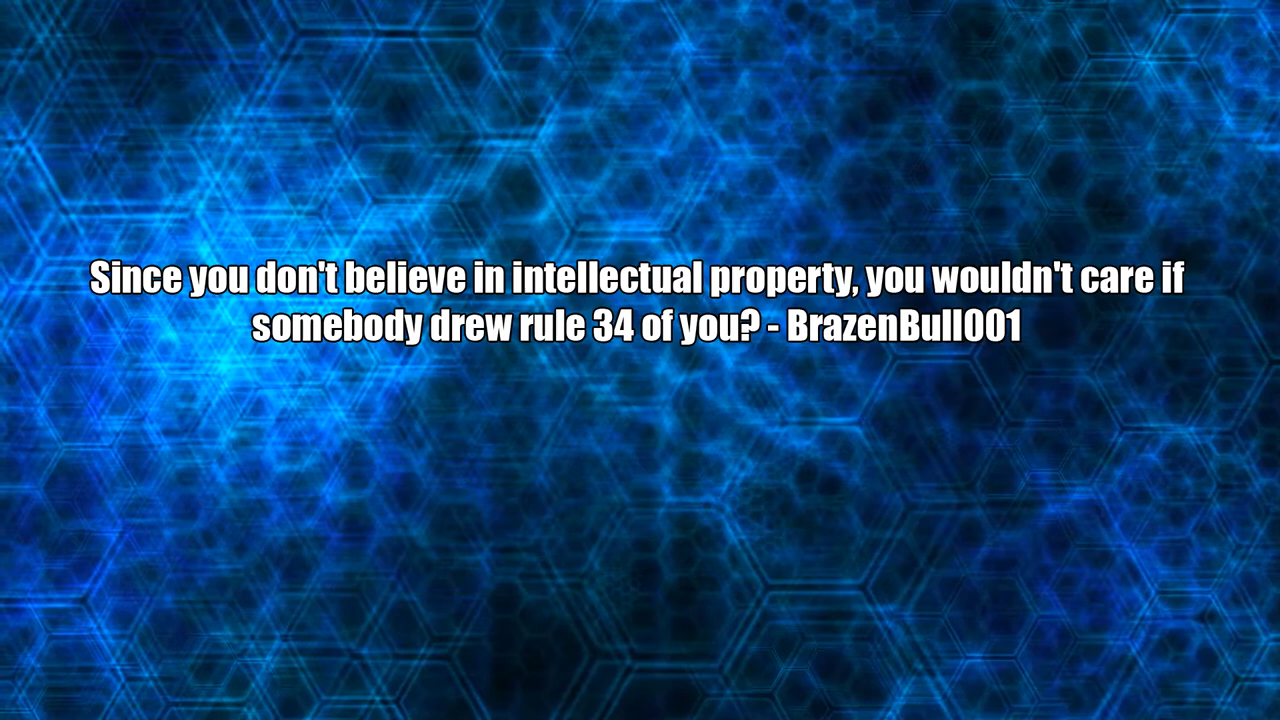 Since you don't believe in intellectual property, you wouldn't care if
somebody drew rule 34 of you? - BrazenBull001